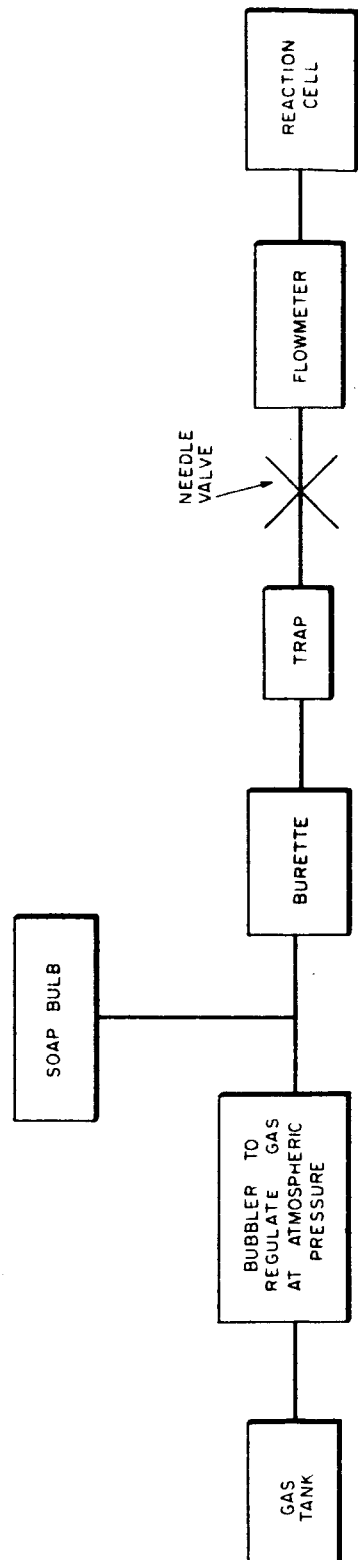 GAS
TANK
BUBBLER TO
REGULATE GAS
AT ATMOSPHERIC
PRESSURE
SOAP BULB
BURETTE
TRAP
NEEDLE
VALVE
FLOWMETER
REACTION
CELL